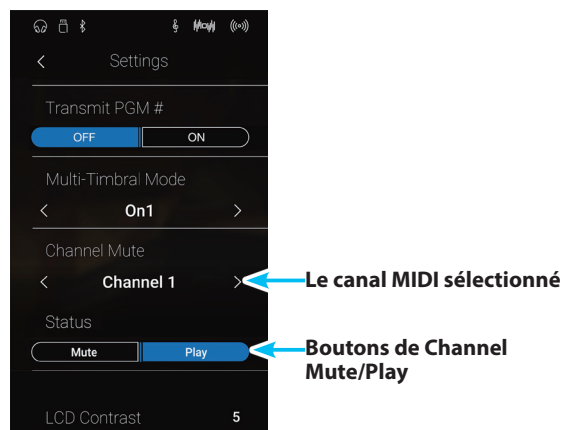 Settings
Transmit PGM #
OFF ON
Multi-Timbral Mode
On1
Channel Mute
Channel 1
Le canal MIDI sélectionné
Status
Mute Play
Boutons de Channel
Mute/Play
LCD Contrast 5